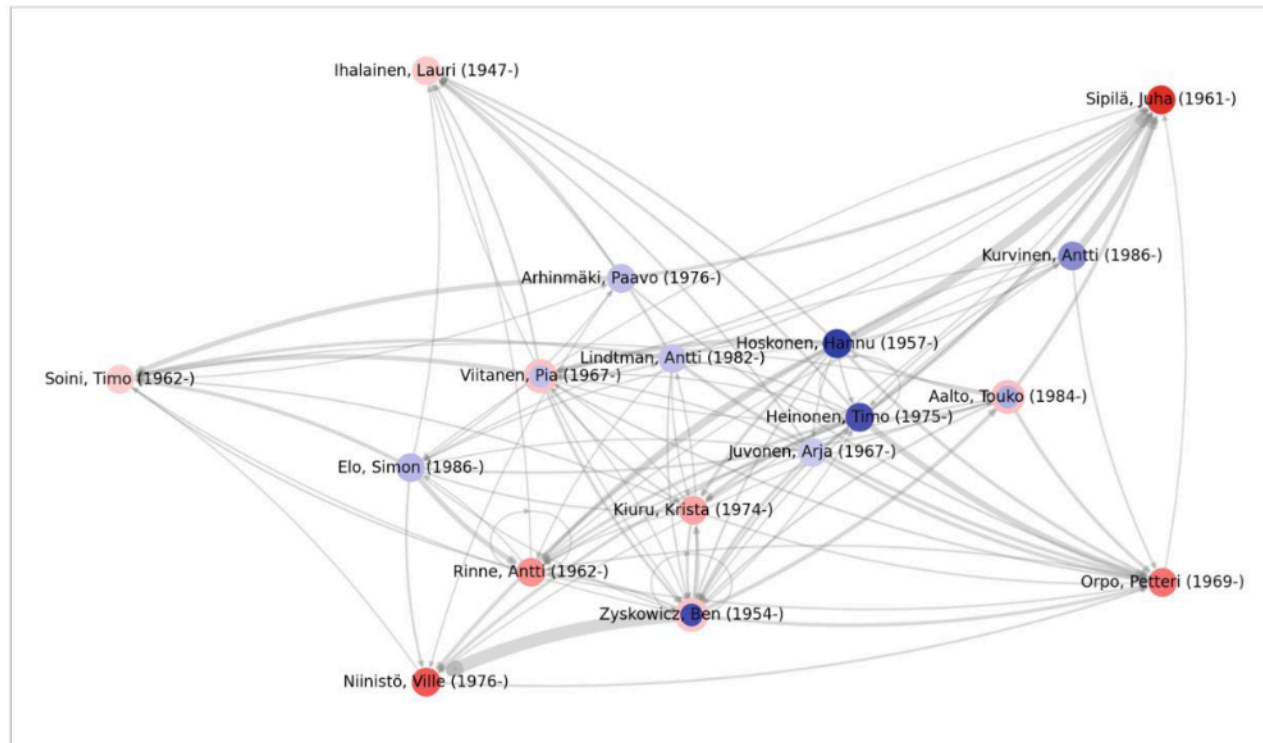 Ihalainen, Lauri (1947-)
Sipilä, Juha (1961-)
Kurvinen, Antti (1986-)
Arhinmäki, Paavo (1976-)
Hoskonen, Hannu (1957-)
Lindtman, Antti (1982-)
Soini, Timo (1962-)
Viitanen, Pia (1967-)
Aalto, Touko (1984-)
Heinonen, Timo (1975-)
Juvonen, Arja (1967-)
Elo, Simon (1986-)
Kiuru, Krista (1974-)
Rinne, Antti (1962-)
Orpo, Petteri (1969-)
Zyskowicz, Ben (1954-)
Niinistö, Ville (1976-)